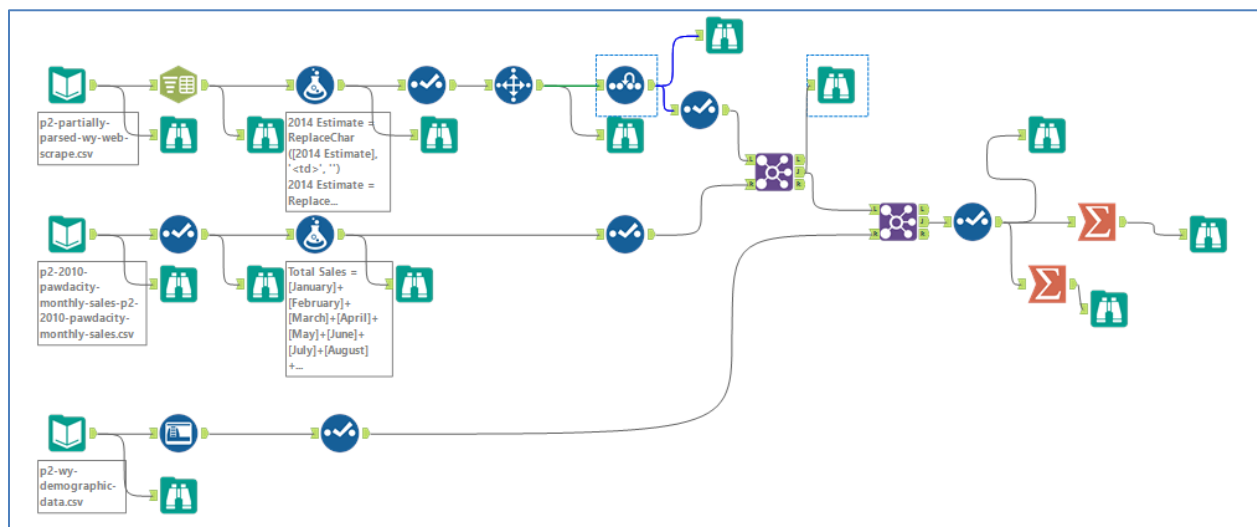 p2-partially-
parsed-wy-web-
scrape.csv
2014 Estimate =
ReplaceChar
([2014 Estimate],
'<td>', '')
2014 Estimate =
Replace...
L
R
L
J
R
p2-2010-
pawdacity-
monthly-sales-p2-
2010-pawdacity-
monthly-sales.csv
Total Sales =
[January]+
[February]+
[March]+[April]+
[May]+[June]+
[July]+[August]
+...
L
R
L
J
R
p2-wy-
demographic-
data.csv